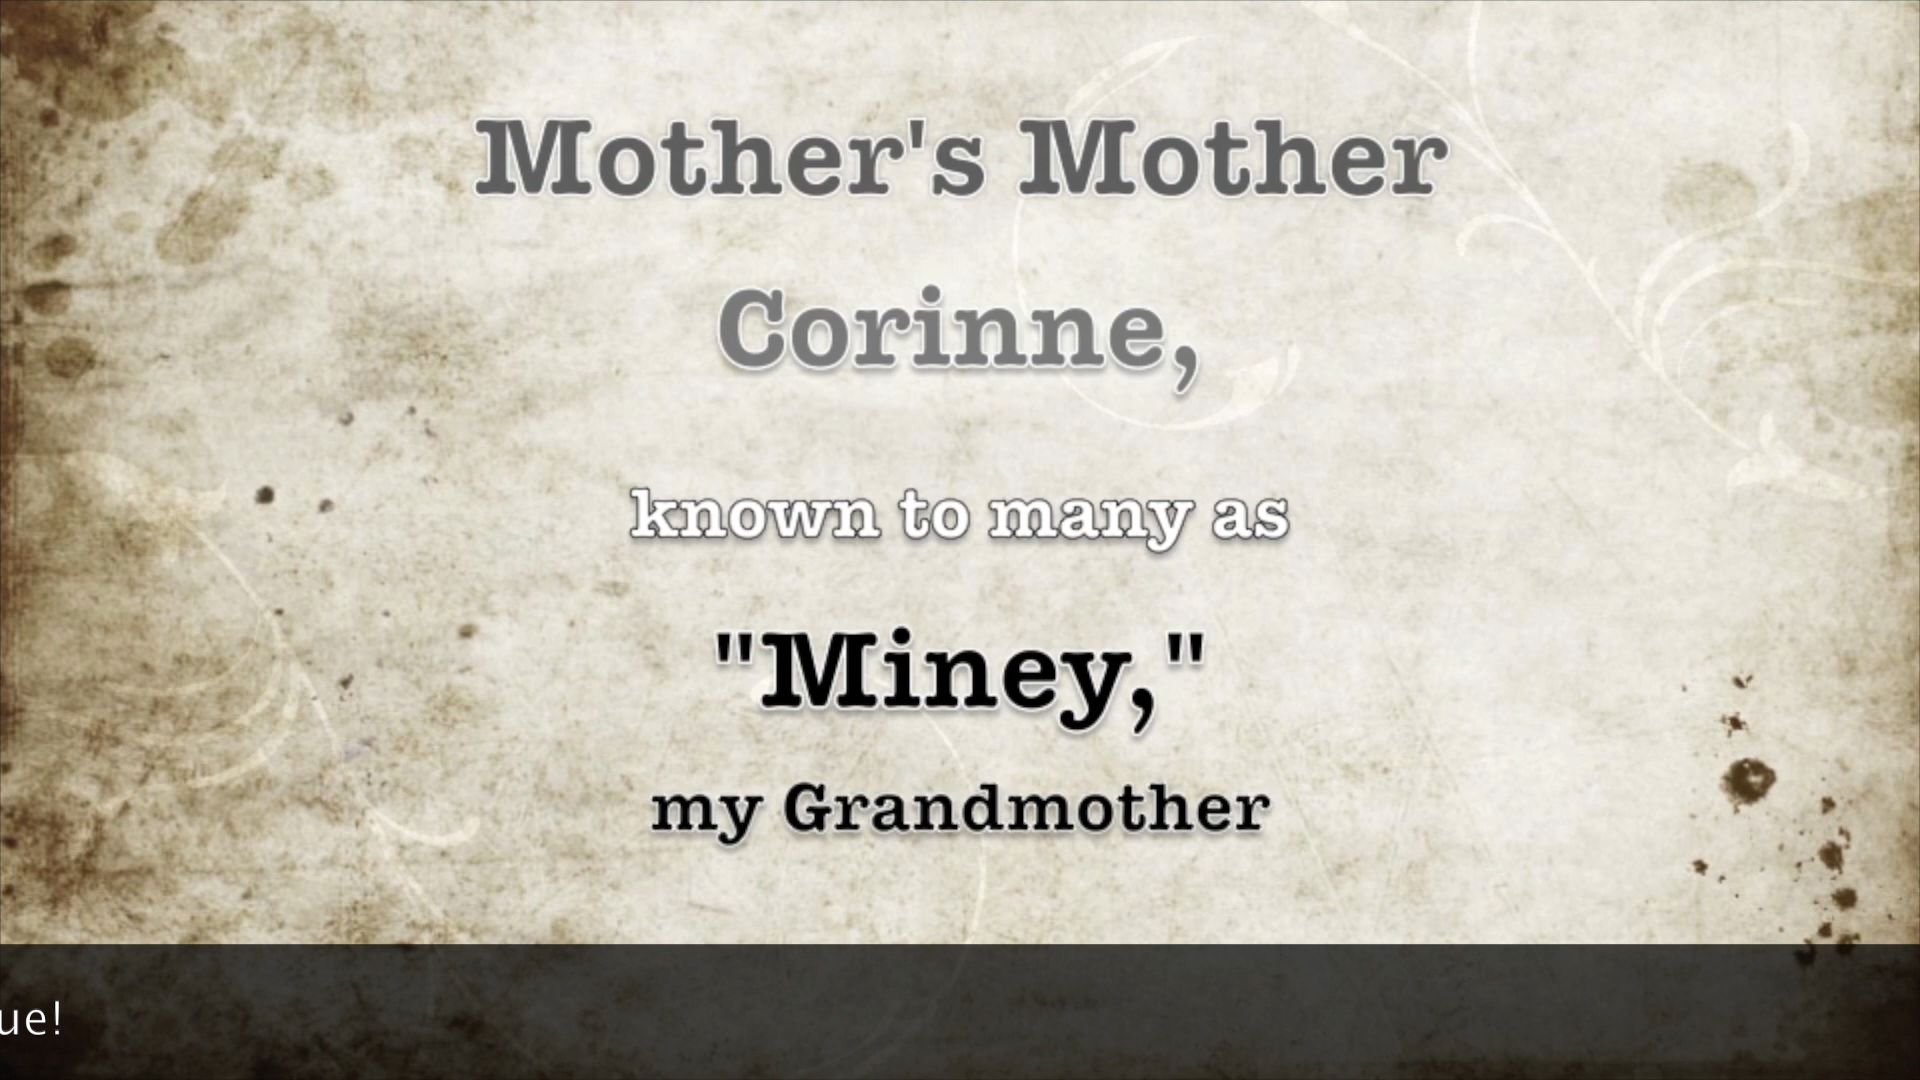 Mother's Mother
Corinne,
known to many as
"Miney,"
my Grandmother
ue!